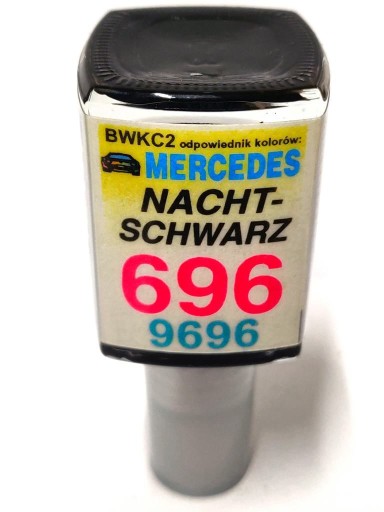 BWKC2 odpowiednik kolorów:
MERCEDES
NACHT-
SCHWARZ
696
9696